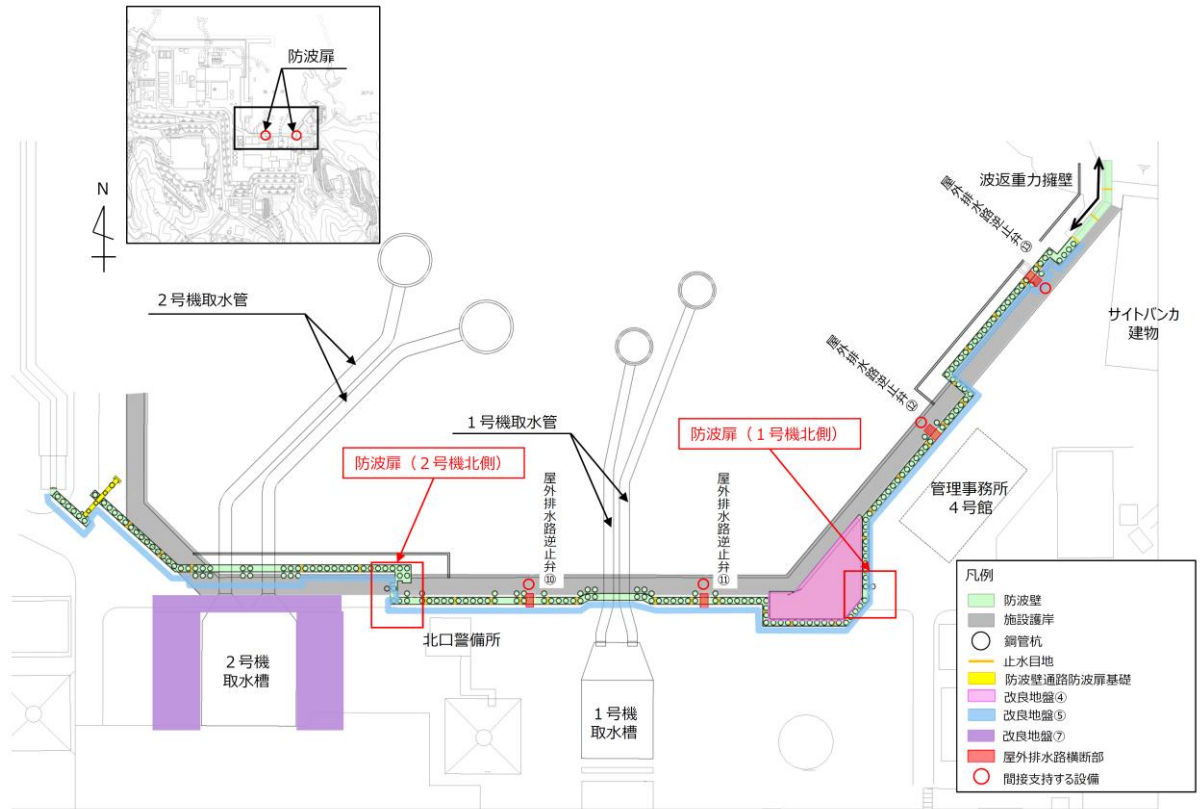 防波扉
N
波返重力擁壁
屋外排水路逆止弁⑬
サイトバンカ
建物
2号機取水管
屋外排水路逆止弁⑫
1号機取水管
防波扉(1号機北側)
防波扉(2号機北側)
屋外排水路逆止弁⑩
屋外排水路逆止弁⑪
管理事務所
4号館
北口警備所
2号機
取水槽
1号機
取水槽
凡例
防波壁
施設護岸
鋼管杭
止水目地
防波壁通路防波扉基礎
改良地盤④
改良地盤⑤
改良地盤⑦
屋外排水路横断部
間接支持する設備